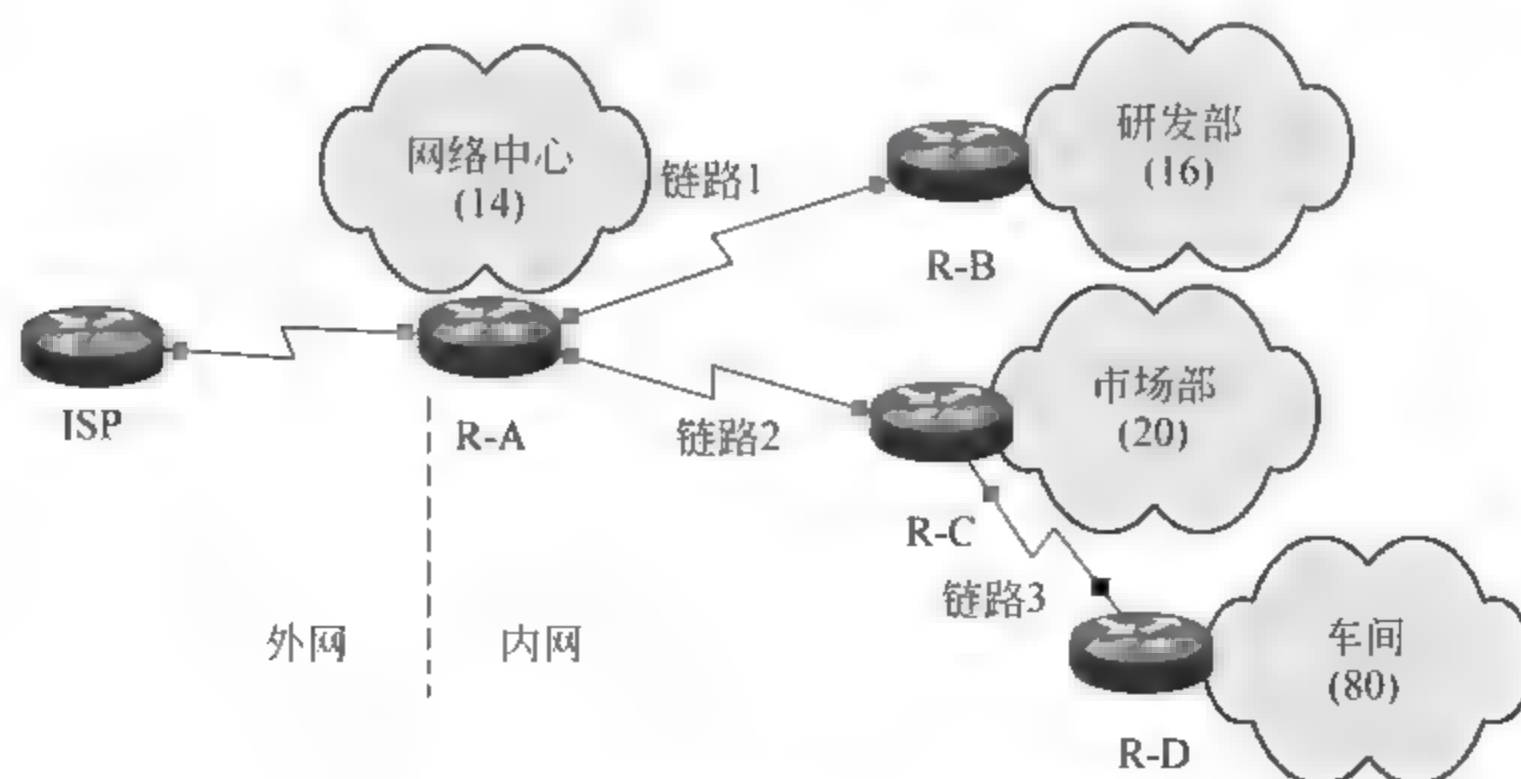 网络中心
(14)
链路1
研发部
(16)
R-B
ISP
R-A
链路2
市场部
(20)
R-C
链路3
外网
内网
车间
(80)
R-D